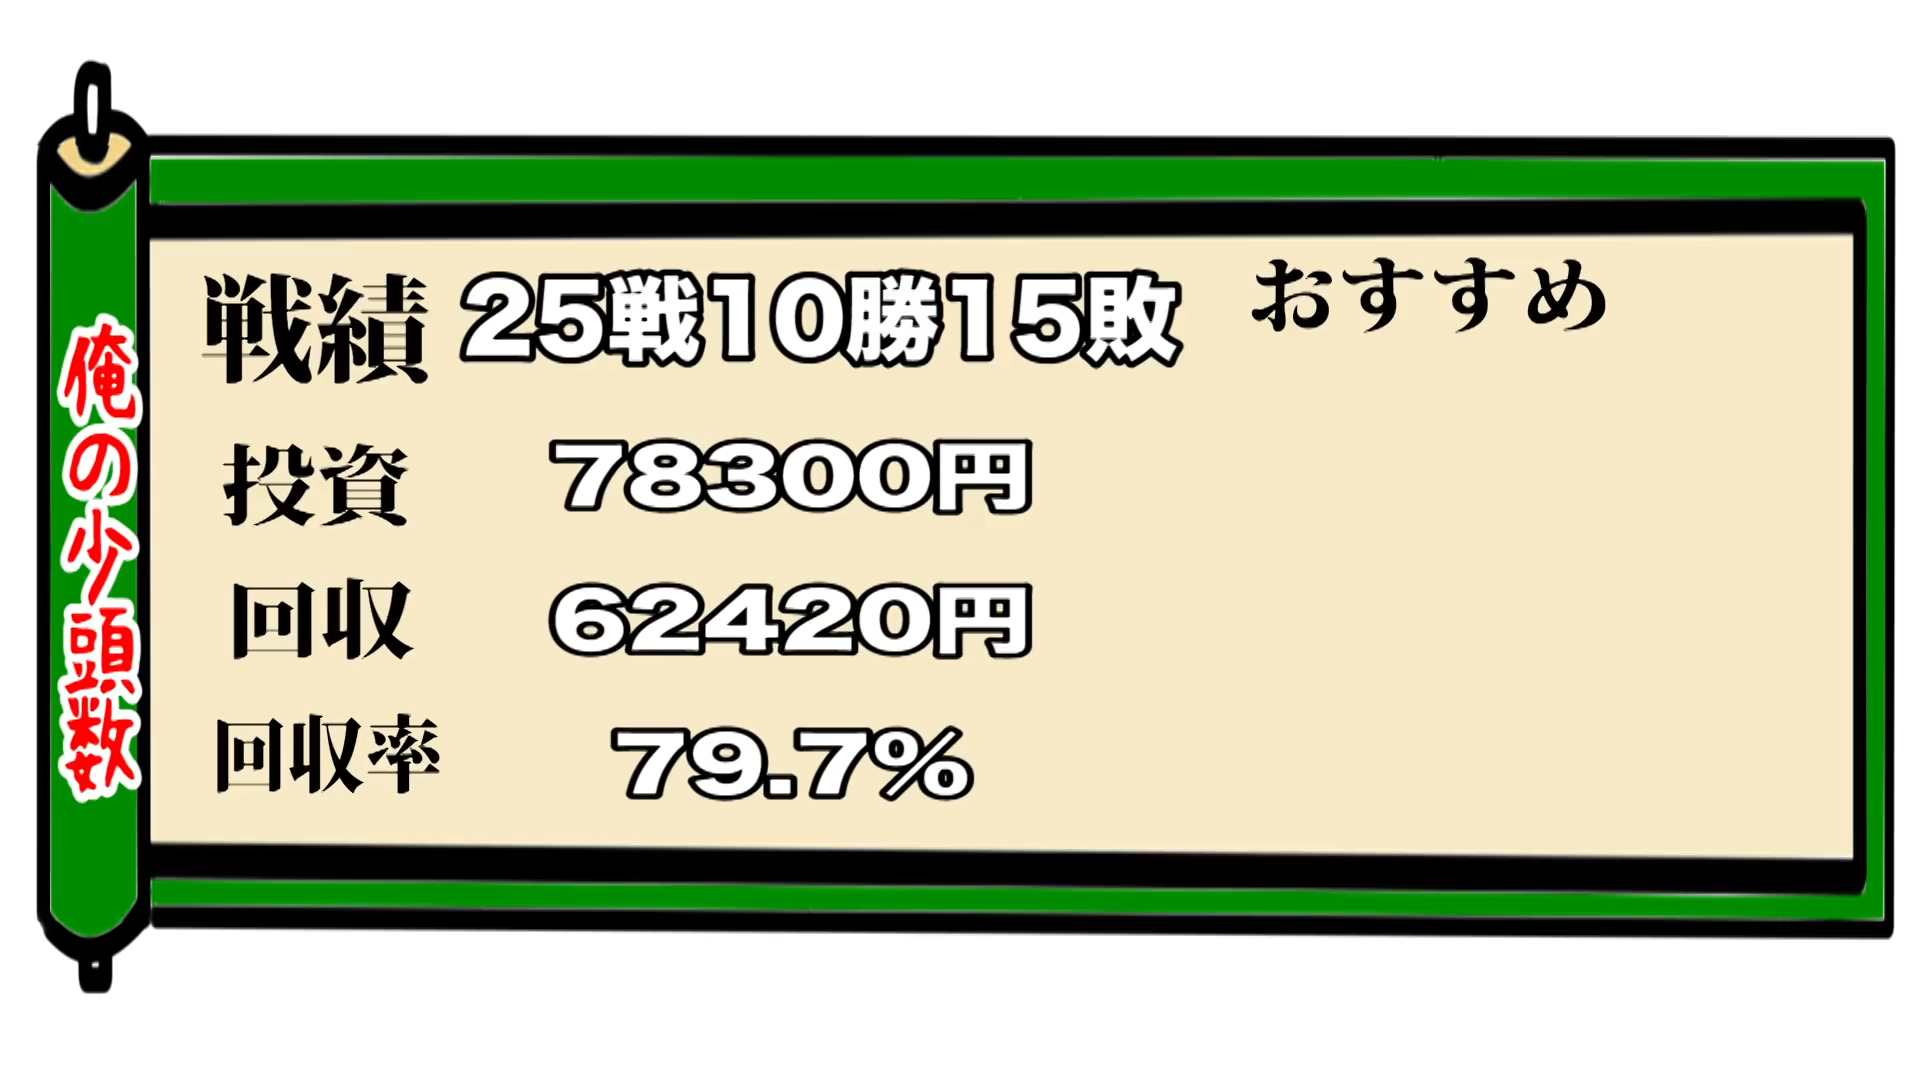 俺の少頭数
戦績 25戦10勝15敗
投資 78300円
回収 62420円
回収率 79.7%
おすすめ